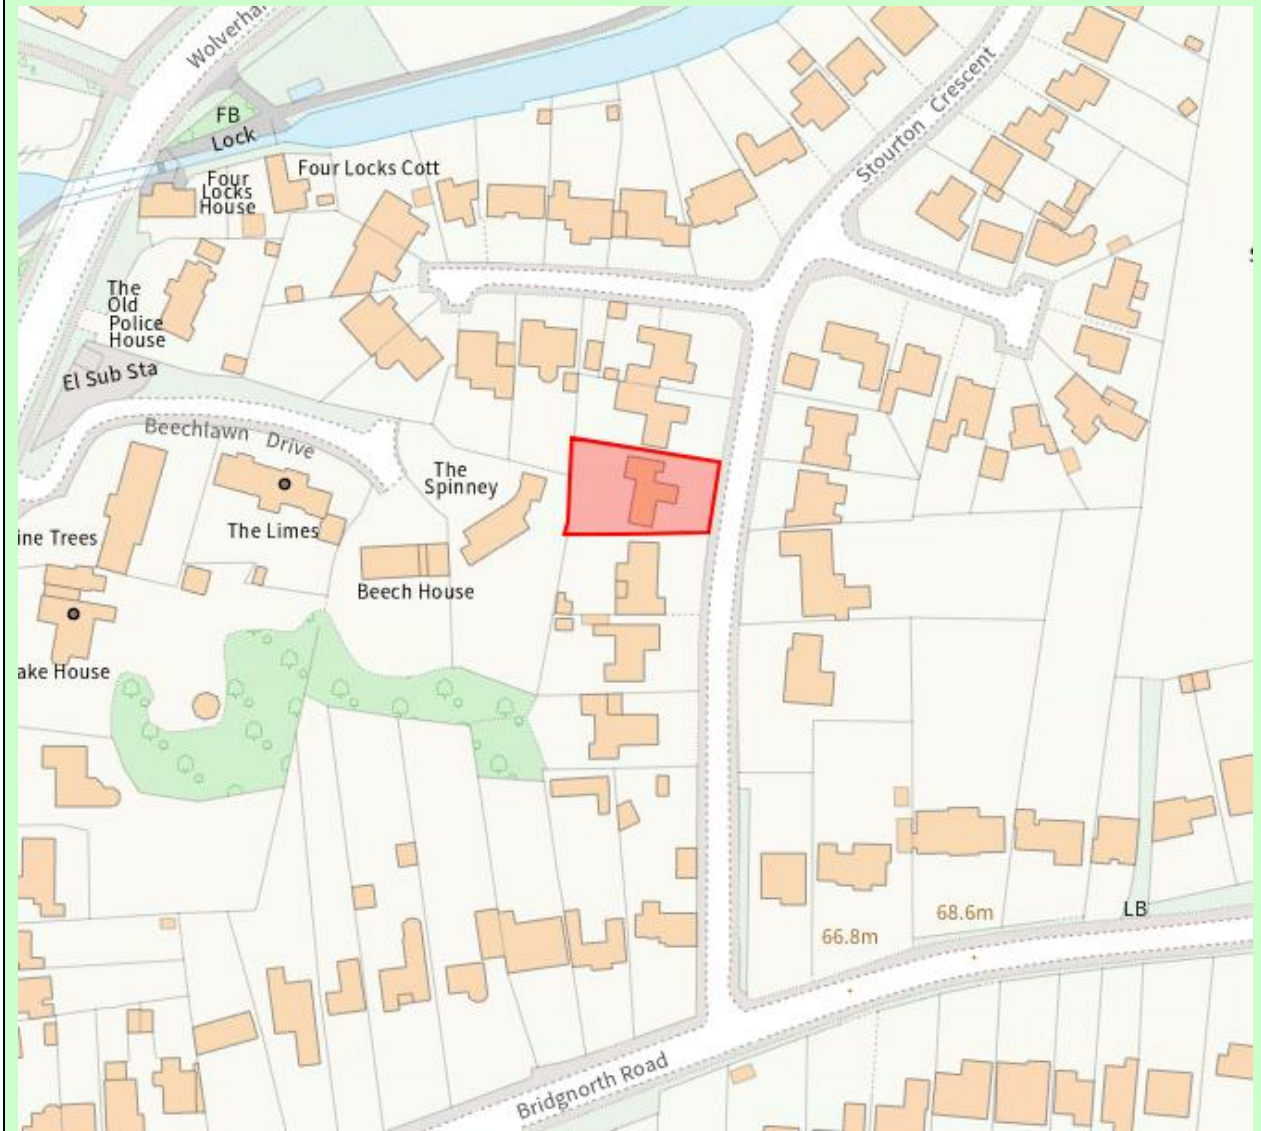 Wolverha
FB
Lock
Four Locks Cott
Four
Locks
House
Stourton Crescent
The
Old
Police
House
El Sub Sta
Beechlawn Drive
The
Spinney
The Limes
ine Trees
Beech House
ake House
LB
68.6m
66.8m
Bridgnorth Road